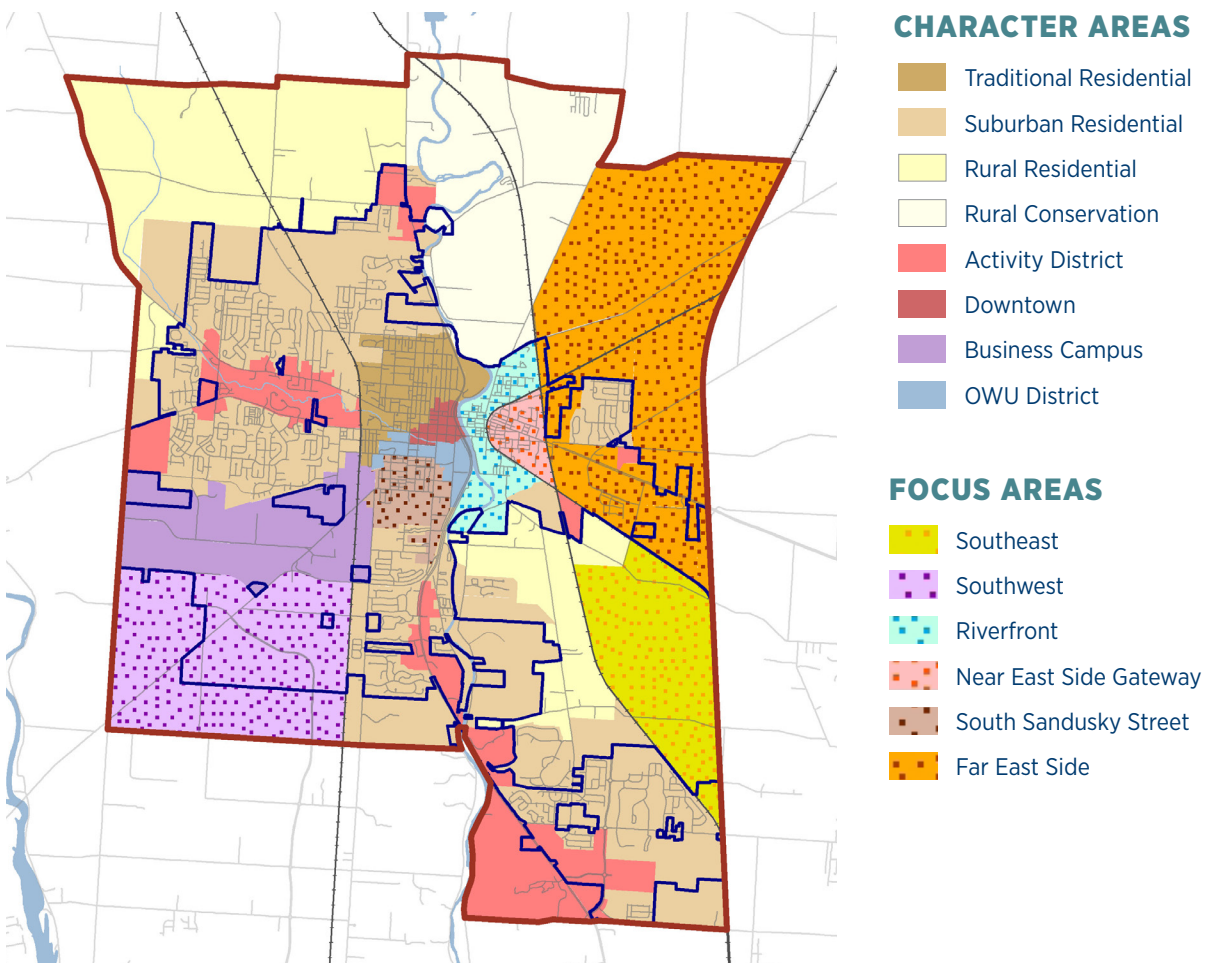 CHARACTER AREAS
Traditional Residential
Suburban Residential
Rural Residential
Rural Conservation
Activity District
Downtown
Business Campus
OWU District
FOCUS AREAS
Southeast
Southwest
Riverfront
Near East Side Gateway
South Sandusky Street
Far East Side